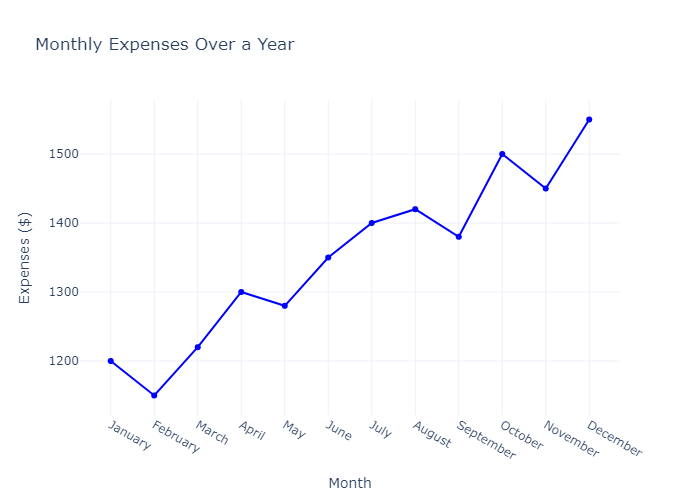 Monthly Expenses Over a Year
Expenses ($)
1500
1400
1300
1200
January
February
March
April
May
June
July
August
September
October
November
December
Month